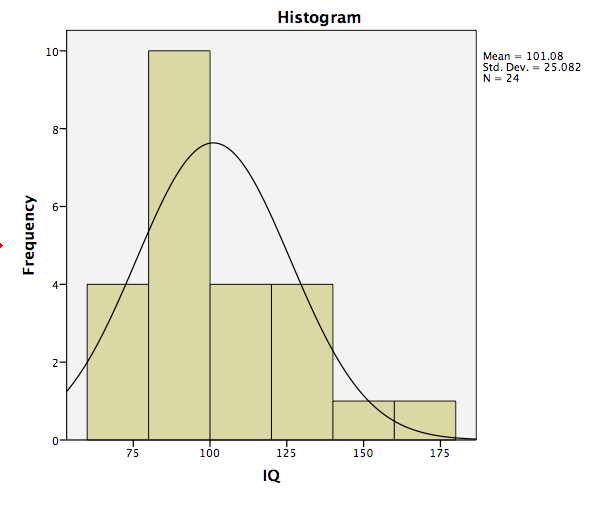 Histogram
Mean = 101.08
Std. Dev. = 25.082
N = 24
10
8
6
4
2
0
Frequency
75 100 125 150 175
IQ